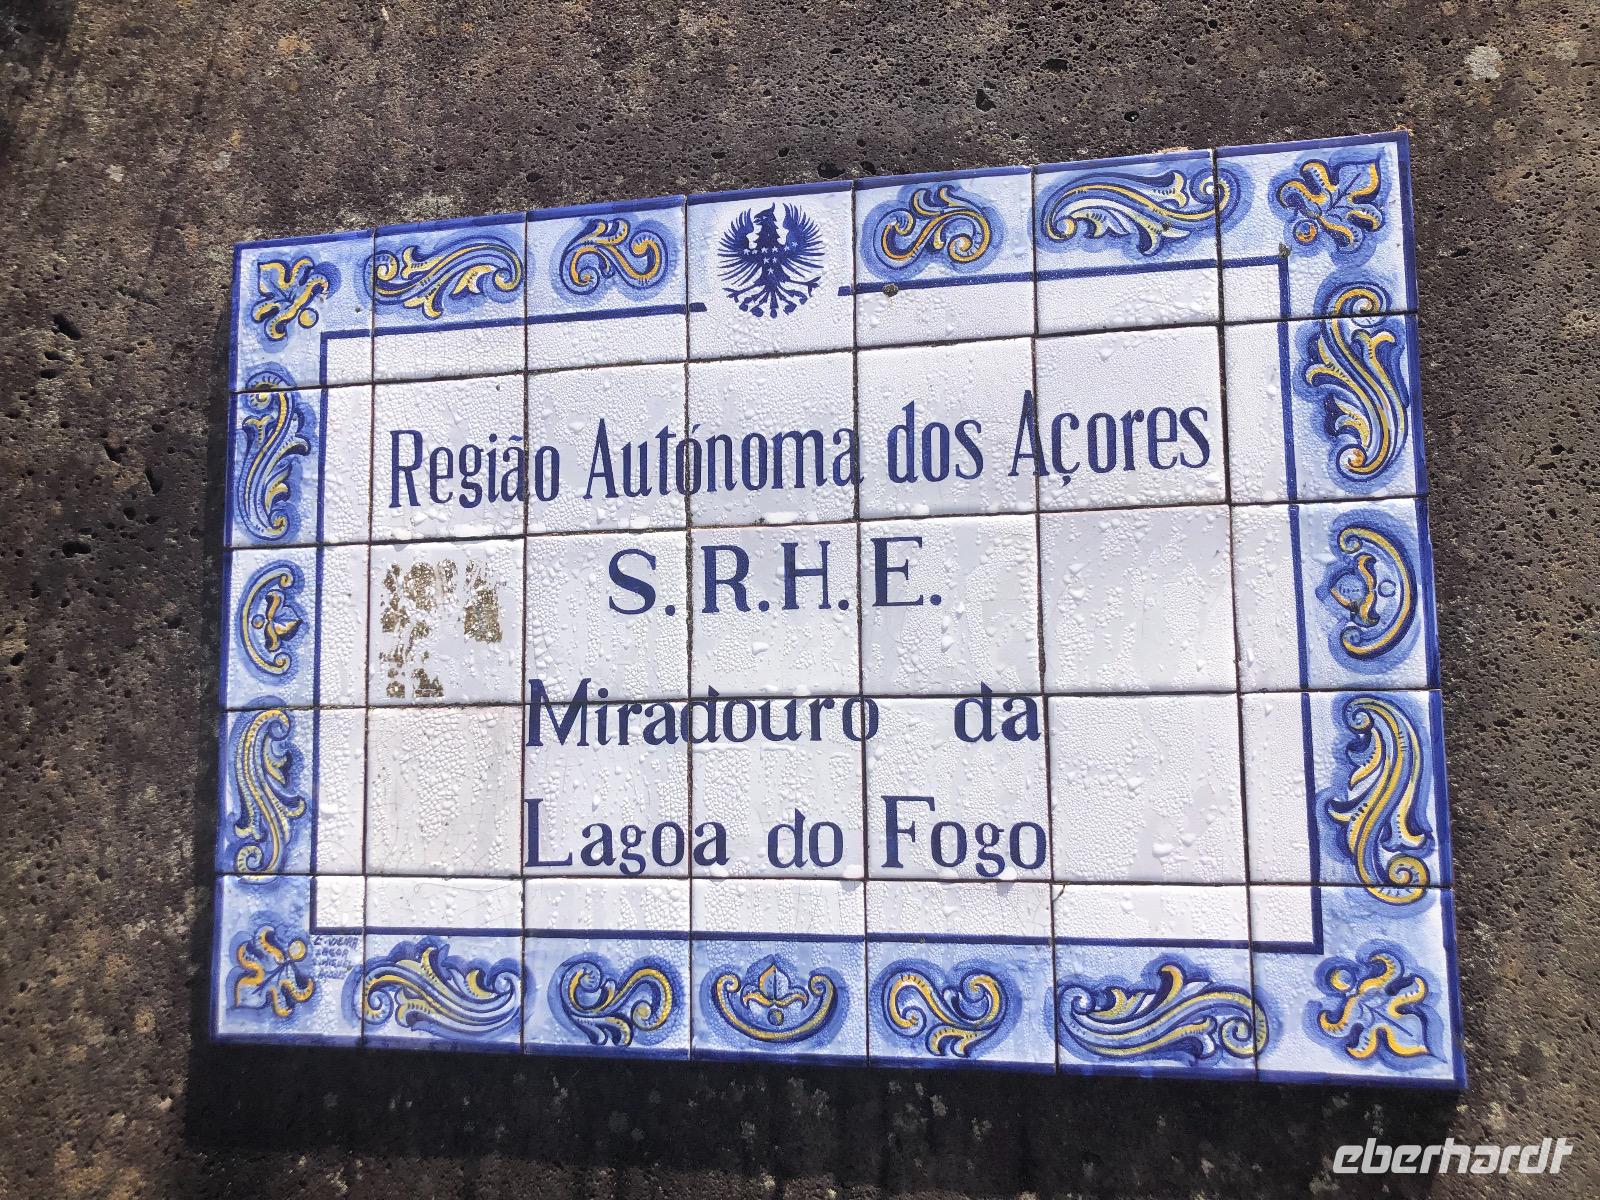 Região Autónoma dos Açores
S.R.H.E.
Miradouro da
Lagoa do Fogo
eberhardt